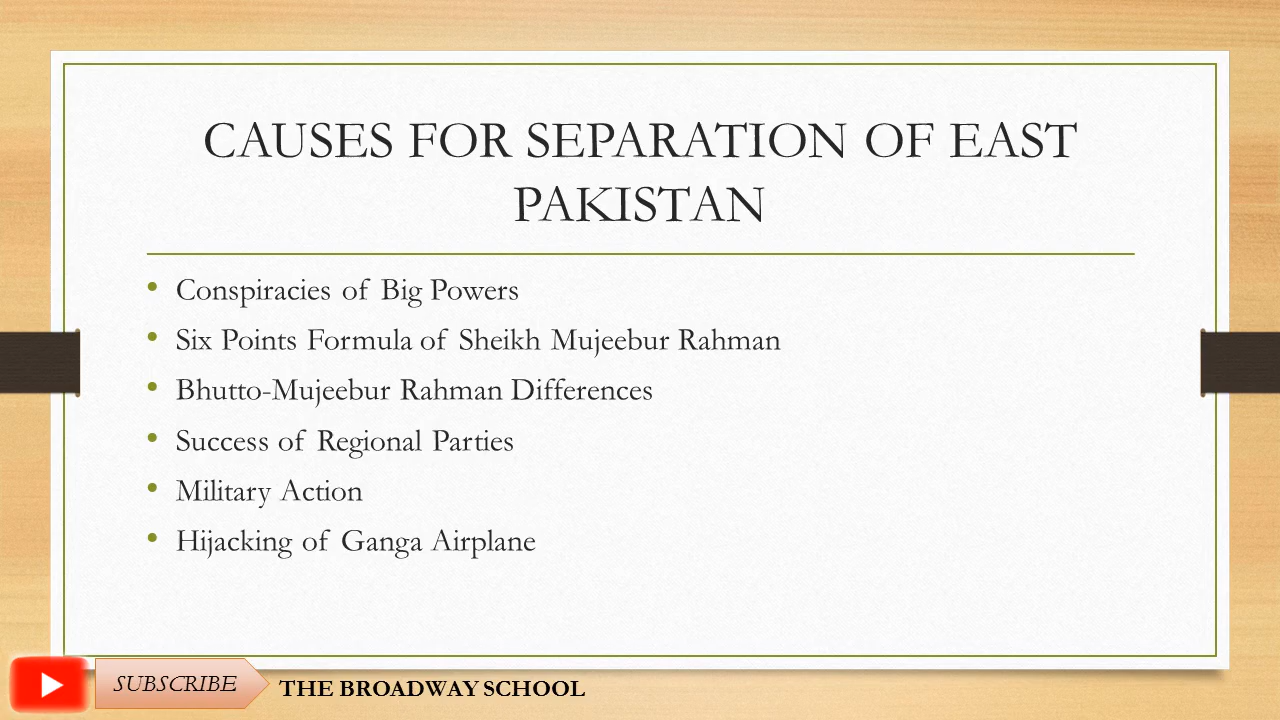 CAUSES FOR SEPARATION OF EAST
PAKISTAN
• Conspiracies of Big Powers
• Six Points Formula of Sheikh Mujeebur Rahman
• Bhutto-Mujeebur Rahman Differences
• Success of Regional Parties
• Military Action
• Hijacking of Ganga Airplane
SUBSCRIBE
THE BROADWAY SCHOOL